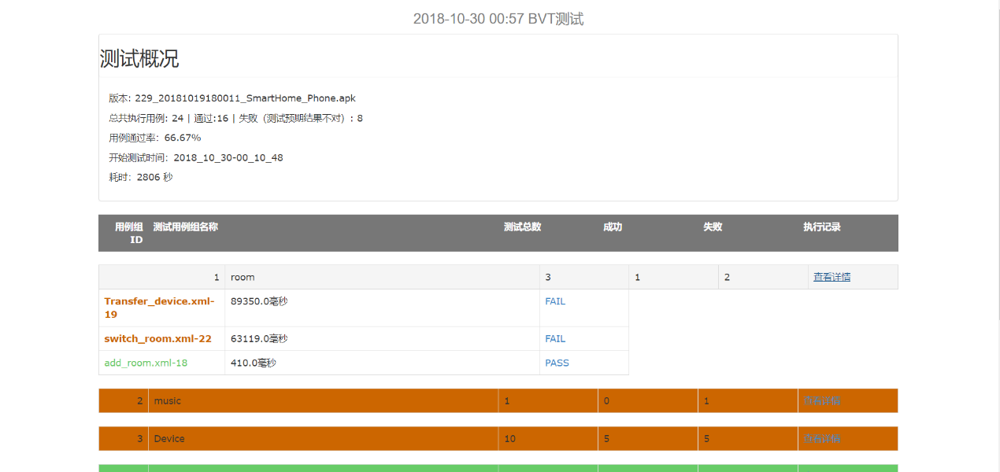 2018-10-30 00:57 BVT测试
测试概况
版本: 229_20181019180011_SmartHome_Phone.apk
总共执行用例: 24 | 通过:16 | 失败（测试预期结果不对）: 8
用例通过率: 66.67%
开始测试时间: 2018_10_30-00_10_48
耗时: 2806 秒
用例组ID 测试用例组名称 测试总数 成功 失败 执行记录
1 room 3 1 2 查看详情
Transfer_device.xml-19 89350.0毫秒 FAIL
switch_room.xml-22 63119.0毫秒 FAIL
add_room.xml-18 410.0毫秒 PASS
2 music 1 0 1 查看详情
3 Device 10 5 5 查看详情